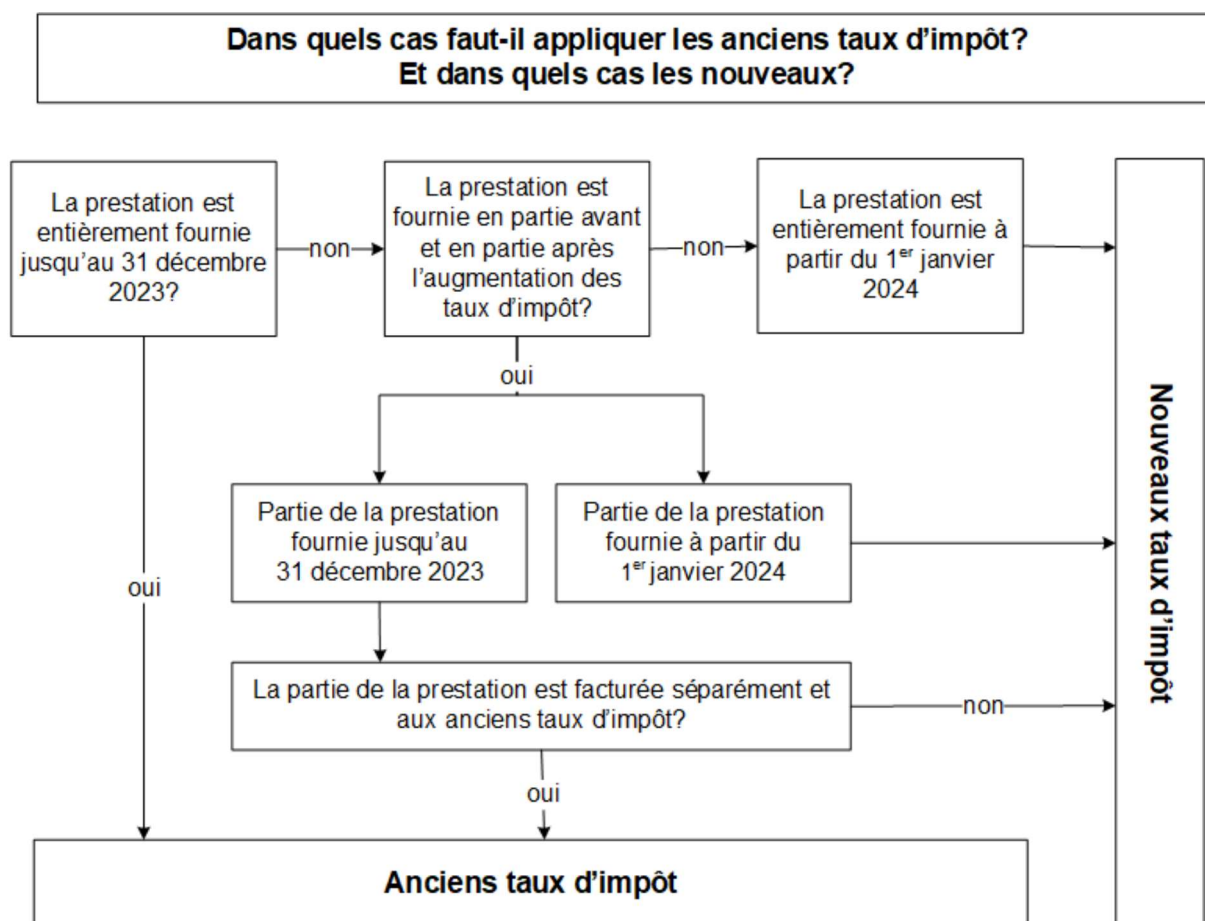 Dans quels cas faut-il appliquer les anciens taux d'impôt?
Et dans quels cas les nouveaux?
La prestation est
entièrement fournie
jusqu'au 31 décembre
2023?
non
La prestation est
fournie en partie avant
et en partie après
l'augmentation des
taux d'impôt?
non
La prestation est
entièrement fournie à
partir du 1er janvier
2024
oui
Partie de la prestation
fournie jusqu'au
31 décembre 2023
Partie de la prestation
fournie à partir du
1er janvier 2024
oui
La partie de la prestation est facturée séparément et
aux anciens taux d'impôt?
non
oui
Anciens taux d'impôt
Nouveaux taux d'impôt